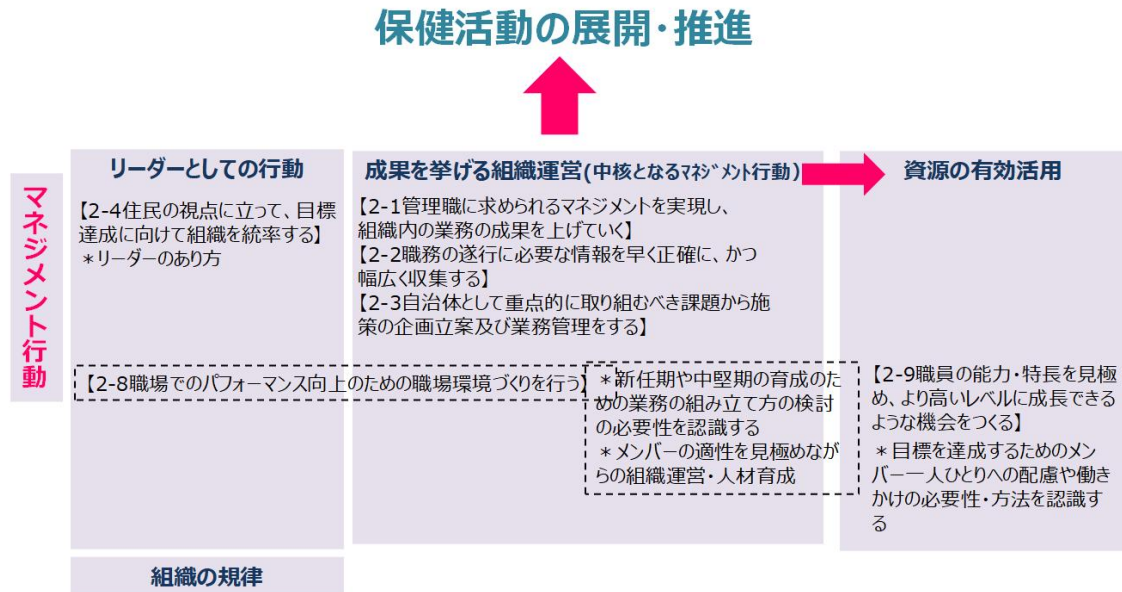 保健活動の展開・推進
マネジメント行動
リーダーとしての行動
【2-4住民の視点に立って、目標
達成に向けて組織を統率する】
＊リーダーのあり方
成果を挙げる組織運営(中核となるﾏﾈｼﾞﾒﾝﾄ行動)
【2-1管理職に求められるマネジメントを実現し、
組織内の業務の成果を上げていく】
【2-2職務の遂行に必要な情報を早く正確に、かつ
幅広く収集する】
【2-3自治体として重点的に取り組むべき課題から施
策の企画立案及び業務管理をする】
資源の有効活用
【2-8職場でのパフォーマンス向上のための職場環境づくりを行う】
＊新任期や中堅期の育成のた
めの業務の組み立て方の検討
の必要性を認識する
＊メンバーの適性を見極めなが
らの組織運営・人材育成
【2-9職員の能力・特長を見極
め、より高いレベルに成長できる
ような機会をつくる】
＊目標を達成するためのメン
バー一人ひとりへの配慮や働き
かけの必要性・方法を認識す
る
組織の規律